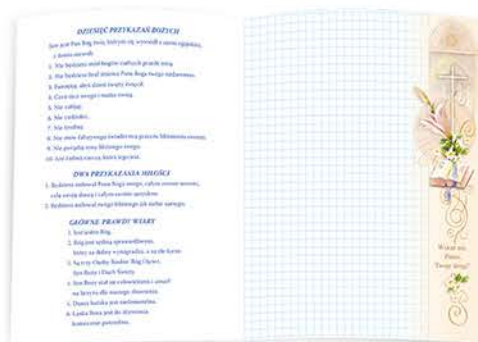 DZIESIĘĆ PRZYKAZAŃ BOŻYCH
Jam jest Pan Bóg twój, którym cię wywiódł z ziemi egipskiej,
z domu niewoli:
1. Nie będziesz miał bogów cudzych przede mną.
2. Nie będziesz brał imienia Pana Boga twego nadaremno.
3. Pamiętaj, abyś dzień święty święcił.
4. Czcij ojca swego i matkę swoją.
5. Nie zabijaj.
6. Nie cudzołóż.
7. Nie kradnij.
8. Nie mów fałszywego świadectwa przeciw bliźniemu swemu.
9. Nie pożądaj żony bliźniego swego.
10. Ani żadnej rzeczy, która jego jest.
DWA PRZYKAZANIA MIŁOŚCI
1. Będziesz miłował Pana Boga swego, całym swoim sercem,
całą swoją duszą i całym swoim umysłem.
2. Będziesz miłował swego bliźniego jak siebie samego.
GŁÓWNE PRAWDY WIARY
1. Jest jeden Bóg.
2. Bóg jest sędzią sprawiedliwym,
który za dobro wynagradza, a za złe karze.
3. Są trzy Osoby Boskie: Bóg Ojciec,
Syn Boży i Duch Święty.
4. Syn Boży stał się człowiekiem i umarł
na krzyżu dla naszego zbawienia.
5. Dusza ludzka jest nieśmiertelna.
6. Łaska Boża jest do zbawienia
koniecznie potrzebna.
Wskaż mi,
Panie,
Twoje drogi!